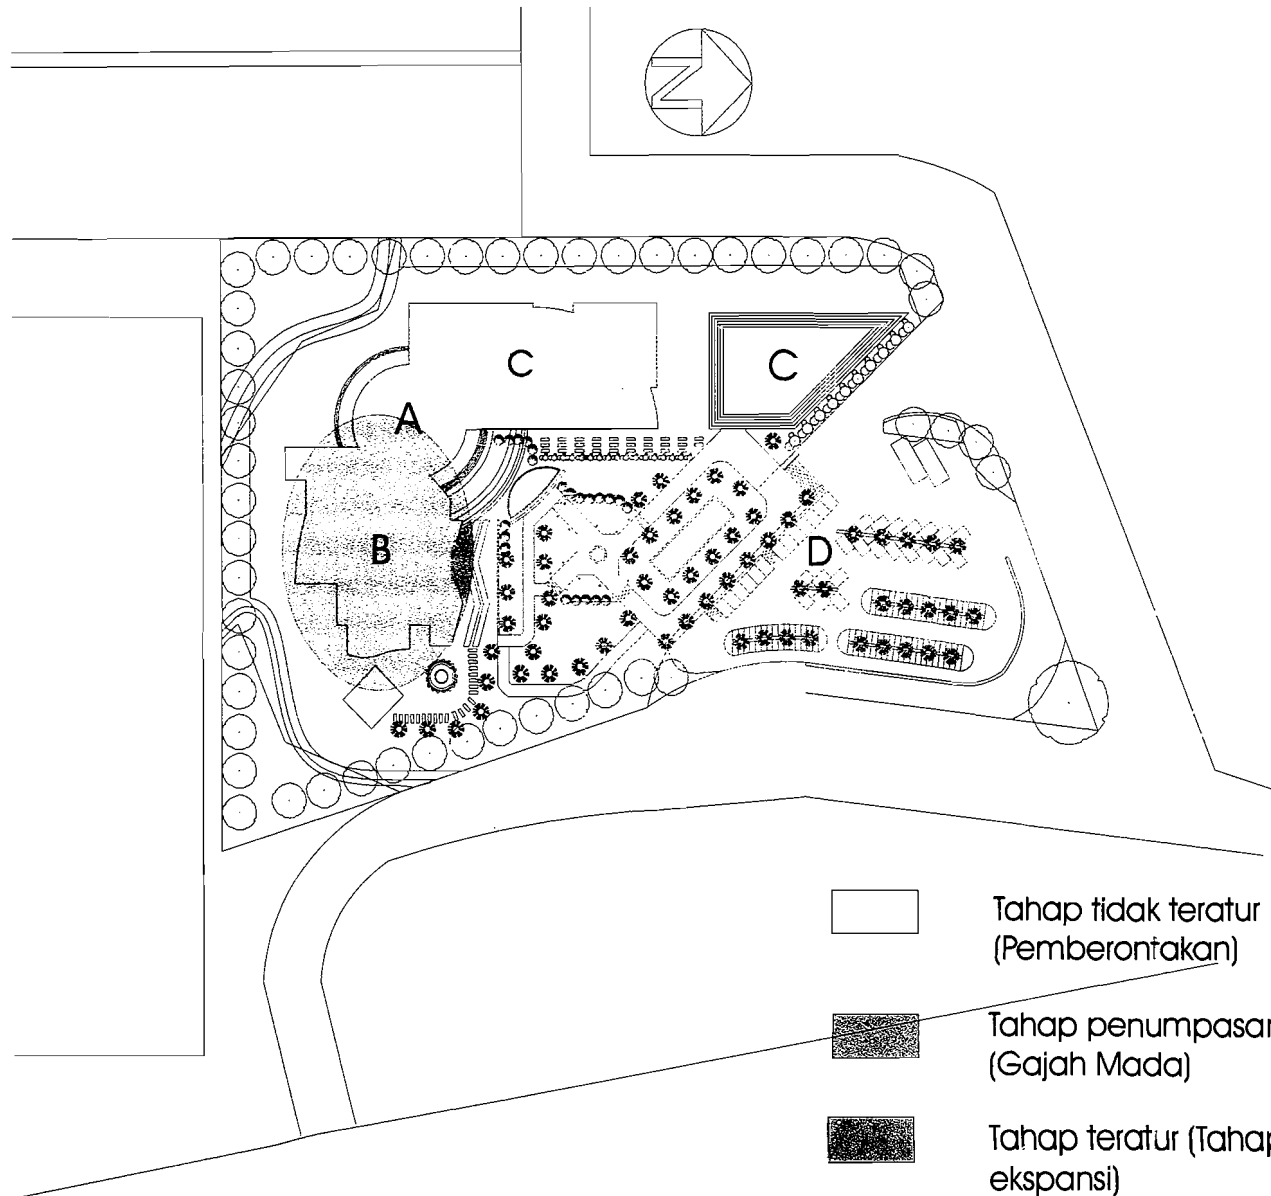 N
C
C
A
B
D
Tahap tidak teratur
(Pemberontakan)
Tahap penumpasan
(Gajah Mada)
Tahap teratur (Tahap
ekspansi)